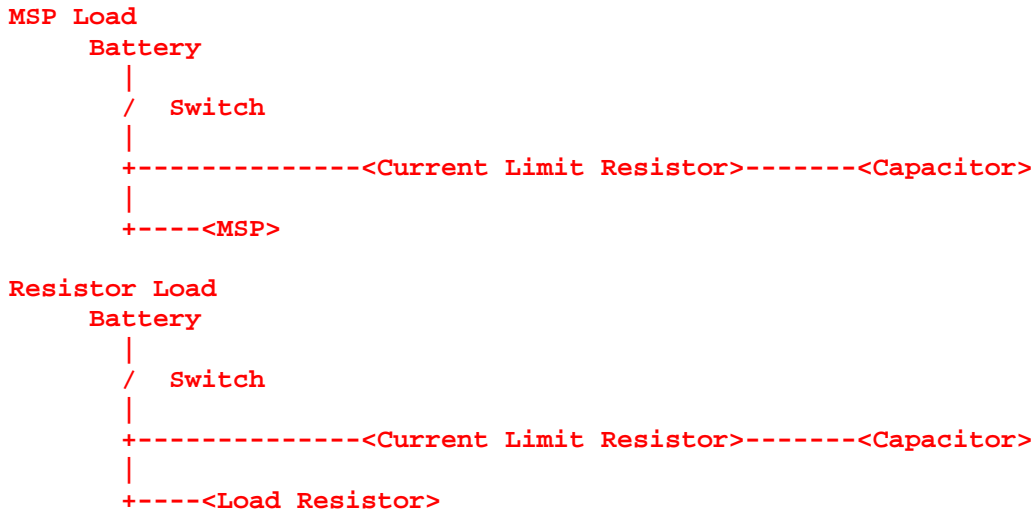 MSP Load
Battery
|
/ Switch
|
+--------------<Current Limit Resistor>-------<Capacitor>
|
+----<MSP>
Resistor Load
Battery
|
/ Switch
|
+--------------<Current Limit Resistor>-------<Capacitor>
|
+----<Load Resistor>